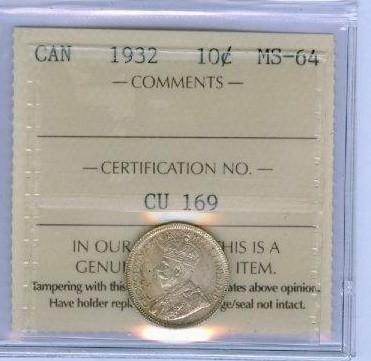 CAN 1932 10¢ MS-64
— COMMENTS —
— CERTIFICATION NO. —
CU 169
IN OUR HIS IS A
GENU ITEM.
Tampering with this ates above opinion.
Have holder repl ge/seal not intact.